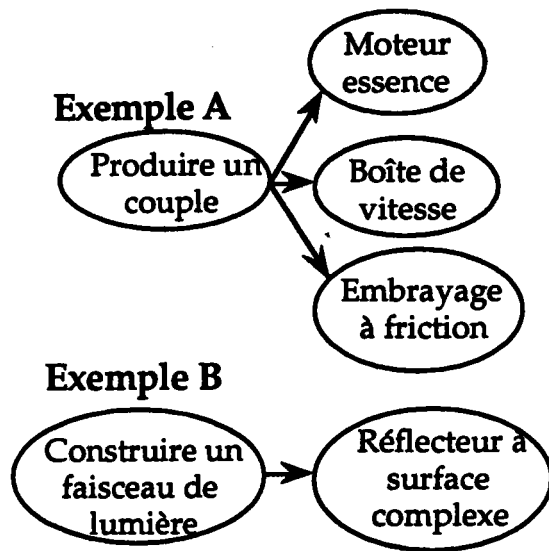 Exemple A
Produire un
couple
Moteur
essence
Boîte de
vitesse
Embrayage
à friction
Exemple B
Construire un
faisceau de
lumière
Réflecteur à
surface
complexe